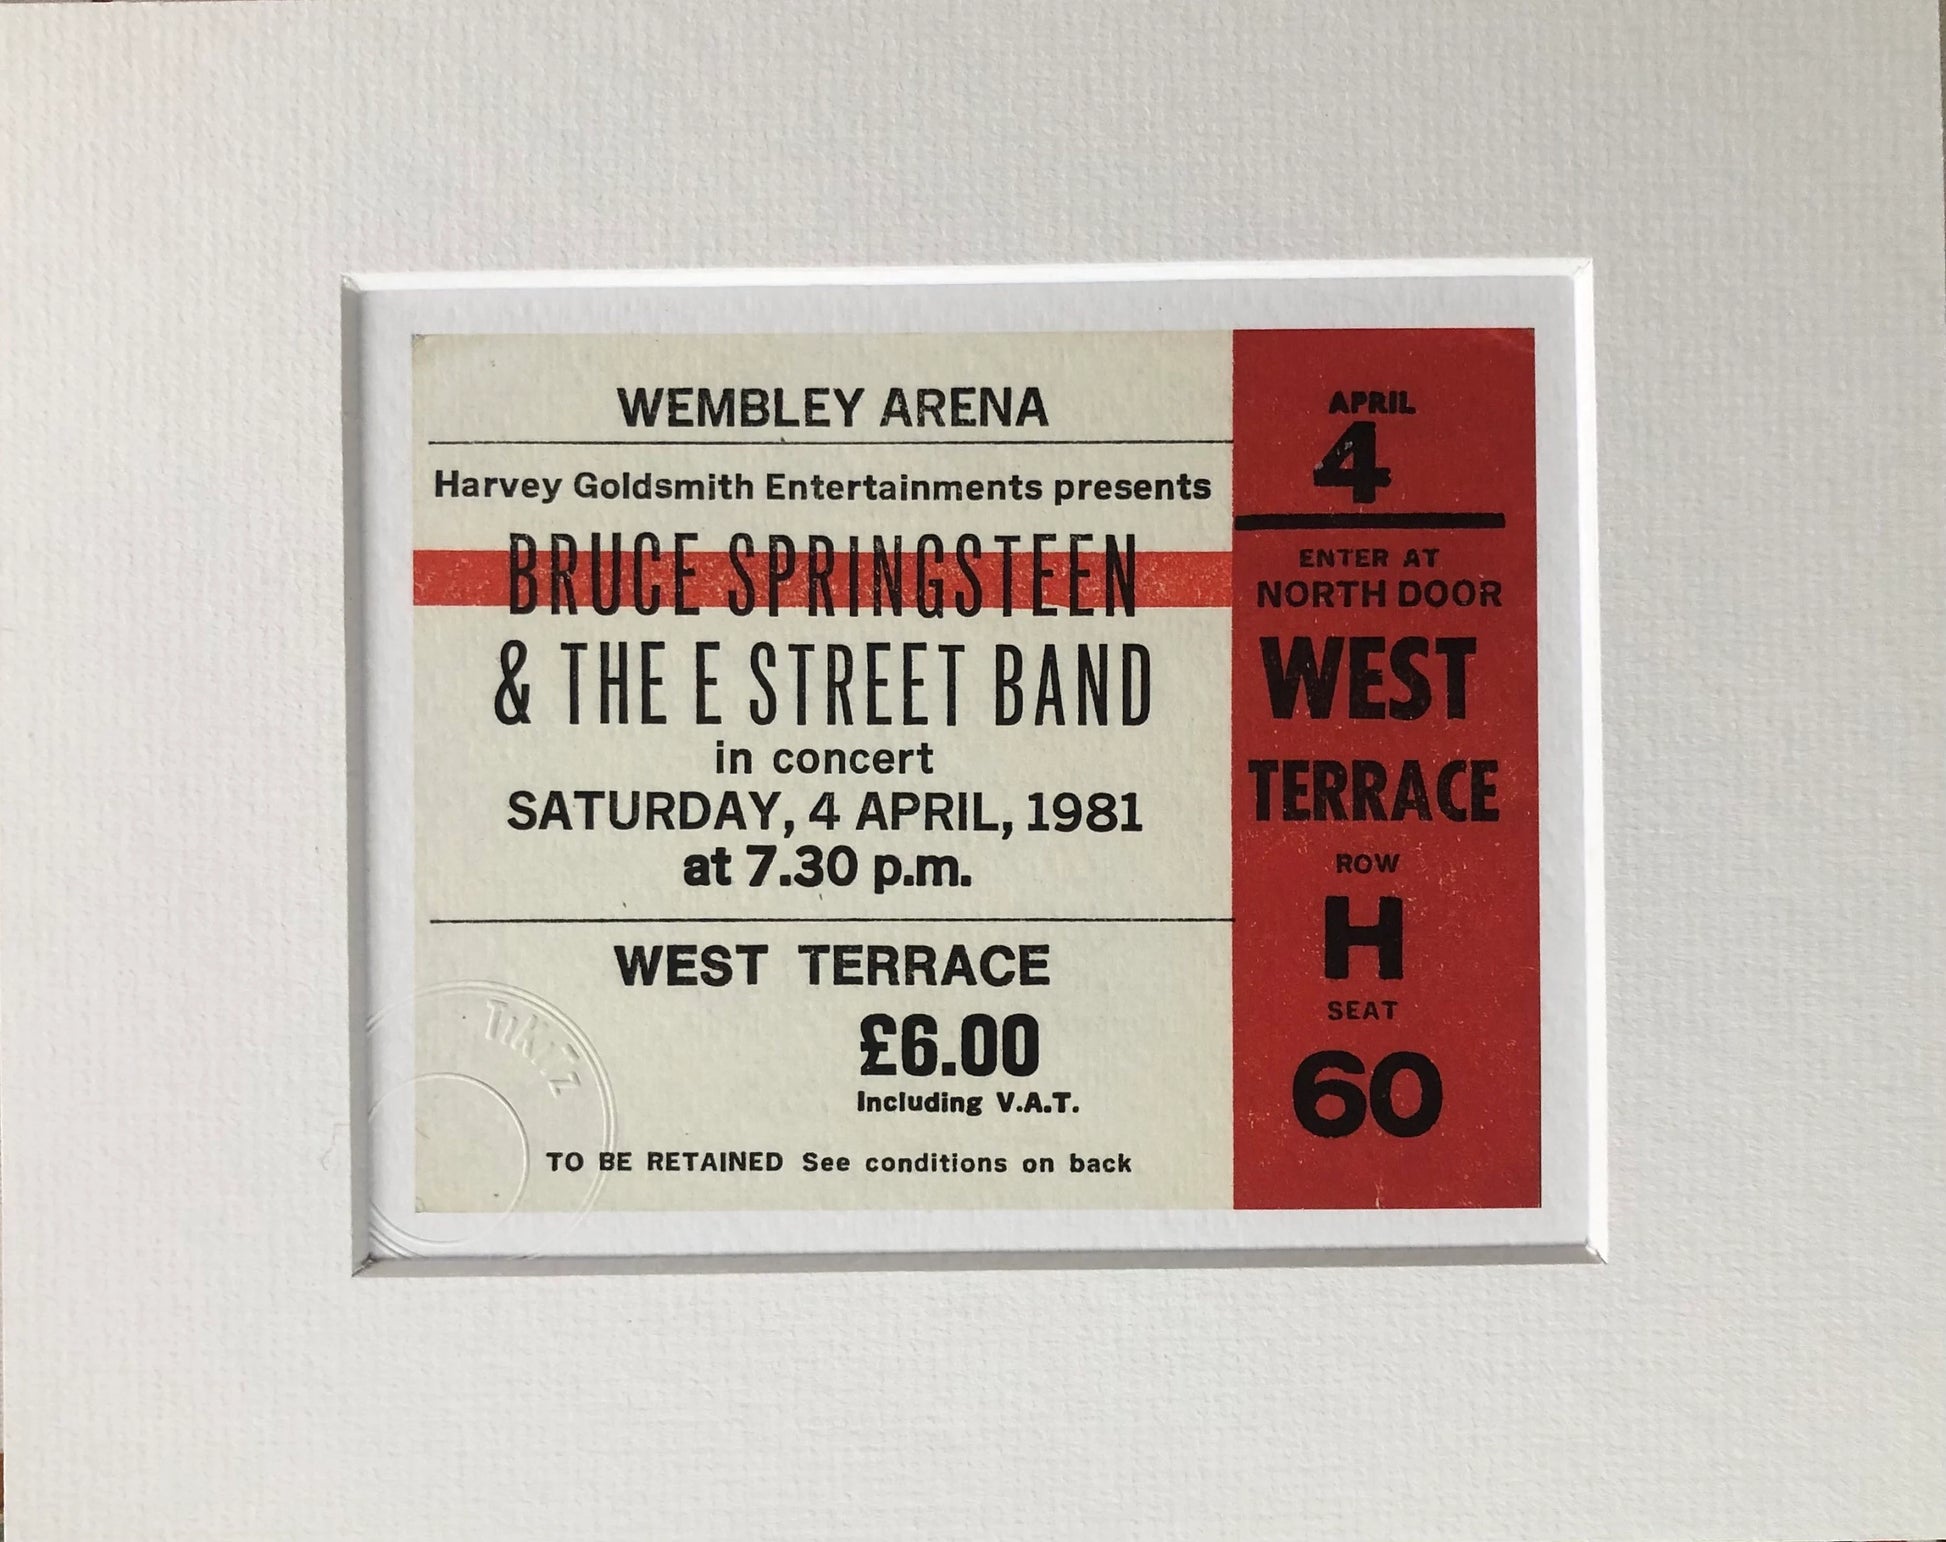 WEMBLEY ARENA
Harvey Goldsmith Entertainments presents
BRUCE SPRINGSTEEN
& THE E STREET BAND
in concert
SATURDAY, 4 APRIL, 1981
at 7.30 p.m.
WEST TERRACE
£6.00
Including V.A.T.
TO BE RETAINED See conditions on back
TiKiTZ
APRIL
4
ENTER AT
NORTH DOOR
WEST
TERRACE
ROW
H
SEAT
60